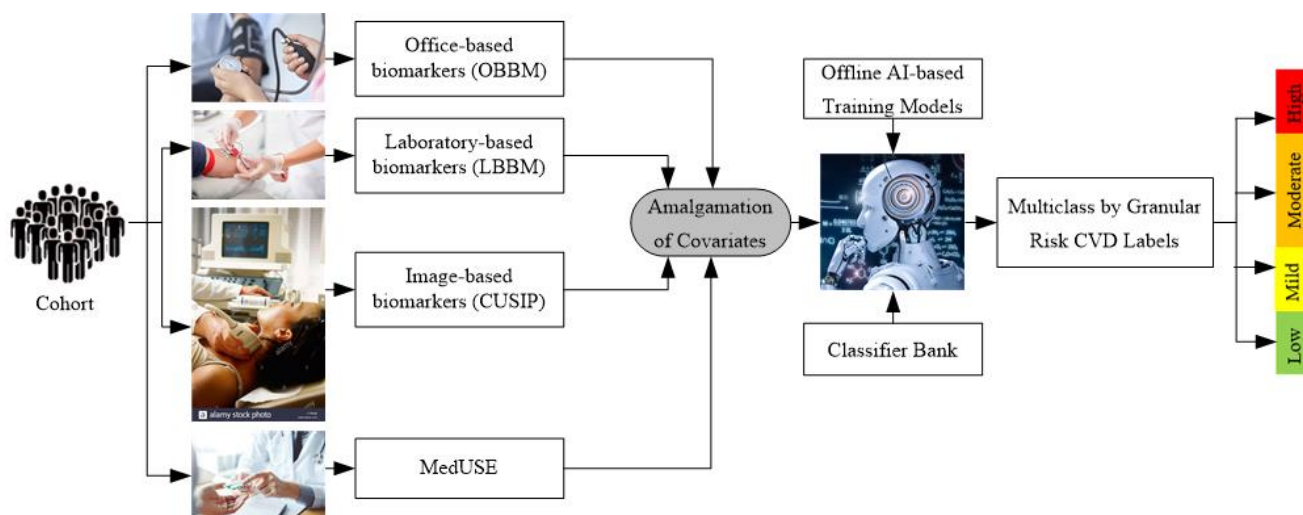 Cohort
Office-based
biomarkers (OBBM)
Laboratory-based
biomarkers (LBBM)
Image-based
biomarkers (CUSIP)
MedUSE
alamy stock photo
Amalgamation
of Covariates
Offline AI-based
Training Models
Classifier Bank
Multiclass by Granular
Risk CVD Labels
High
Moderate
Mild
Low